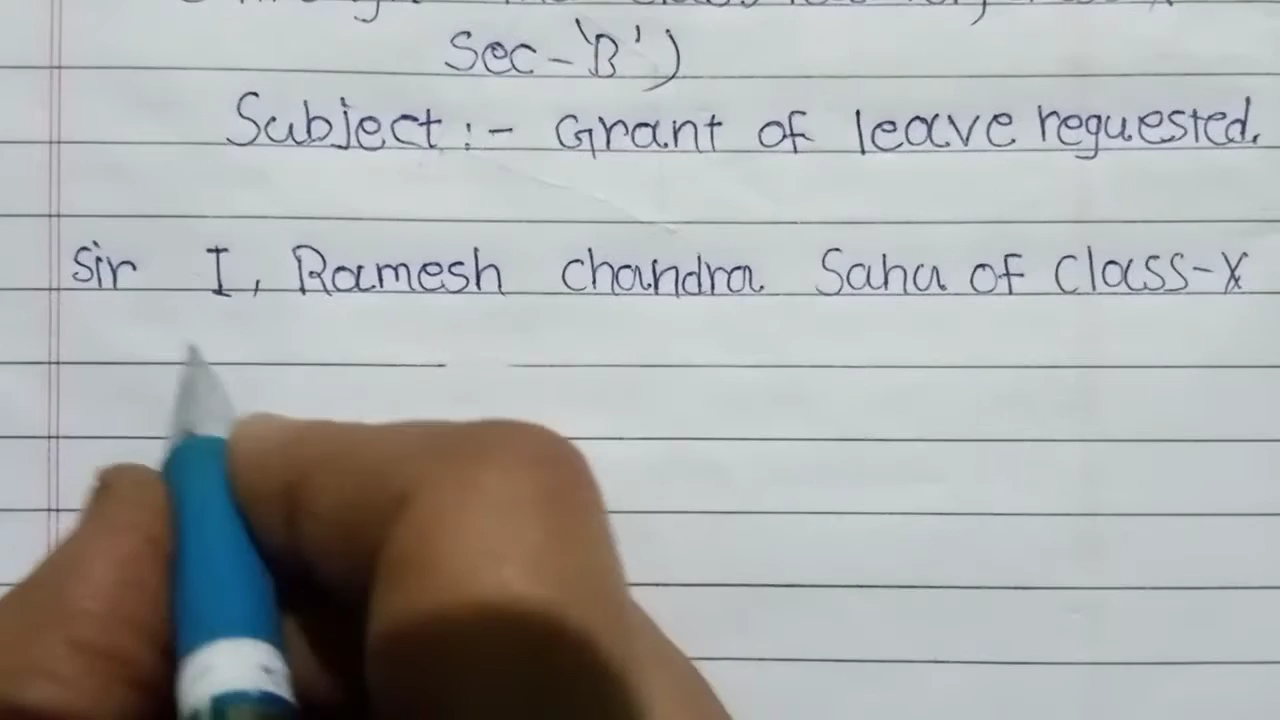 Sec-'B')
Subject :- Grant of leave requested.
Sir I, Ramesh chandra Saha of class-X